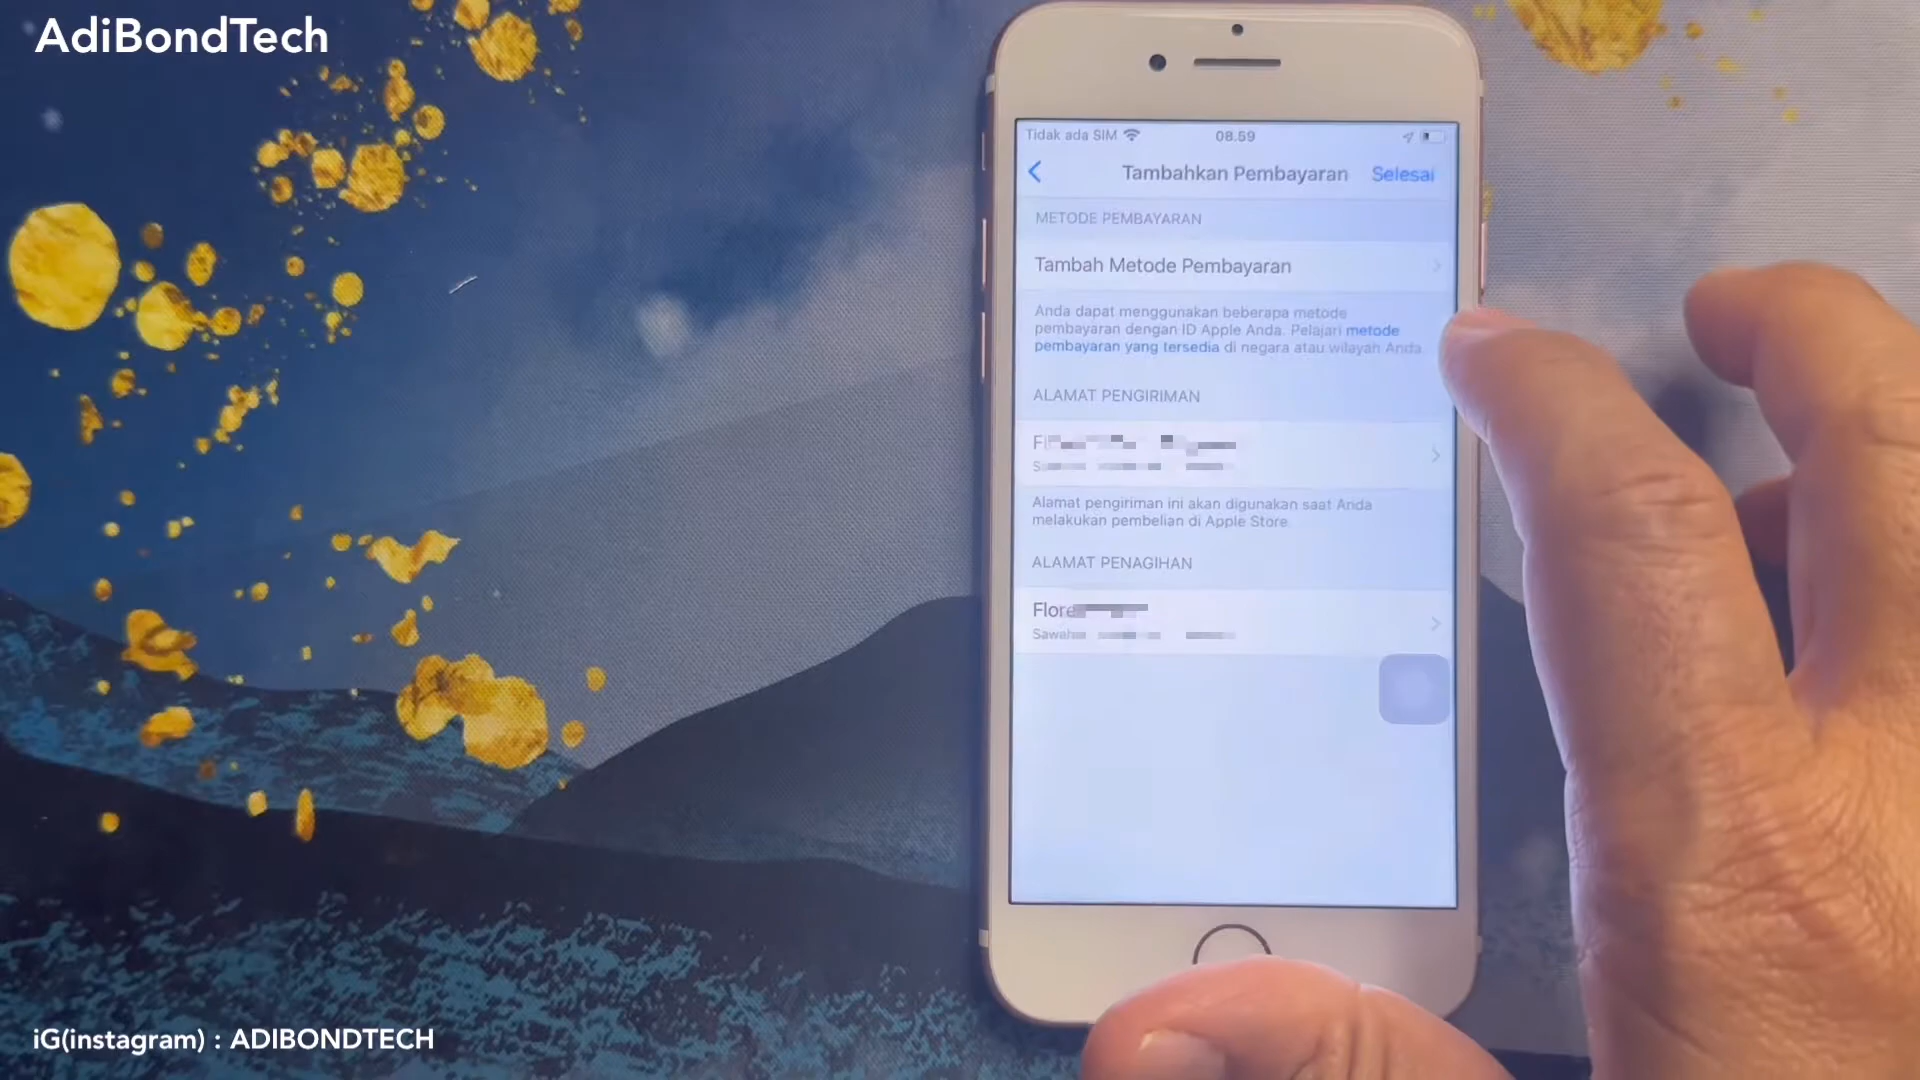 AdiBondTech
Tidak ada SIM
08.59
Tambahkan Pembayaran
Selesai
METODE PEMBAYARAN
Tambah Metode Pembayaran
Anda dapat menggunakan beberapa metode
pembayaran dengan ID Apple Anda. Pelajari metode
pembayaran yang tersedia di negara atau wilayah Anda.
ALAMAT PENGIRIMAN
Alamat pengiriman ini akan digunakan saat Anda
melakukan pembelian di Apple Store.
ALAMAT PENAGIHAN
iG(instagram) : ADIBONDTECH